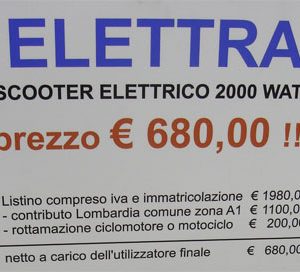 ELETTRA
SCOOTER ELETTRICO 2000 WAT
prezzo € 680,00 !!
Listino compreso iva e immatricolazione € 1980,0
- contributo Lombardia comune zona A1 € 1100,0
- rottamazione ciclomotore o motociclo € 200,00
netto a carico dell'utilizzatore finale € 680,0